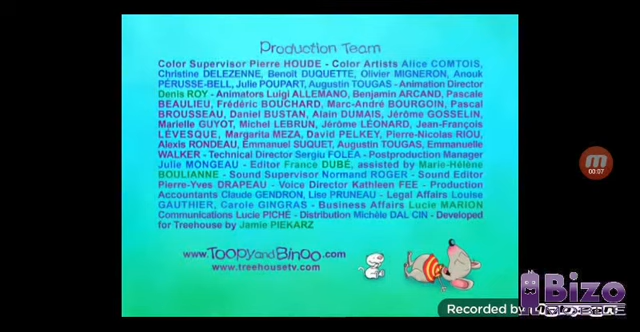 Production Team
Color Supervisor Pierre HOUDE - Color Artists Alice COMTOIS,
Christine DELEZENNE, Benoît DUQUETTE, Olivier MIGNERON, Anouk
PÉRUSSE-BELL, Julie POUPART, Augustin TOUGAS - Animation Director
Denis ROY - Animators Luigi ALLEMANO, Benjamin ARCAND, Pascale
BEAULIEU, Frédéric BOUCHARD, Marc-André BOURGOIN, Pascal
BROUSSEAU, Daniel BUSTAN, Alain DUMAIS, Jérôme GOSSELIN,
Marielle GUYOT, Michel LEBRUN, Jérôme LÉONARD, Jean-François
LÉVESQUE, Margarita MEZA, David PELKEY, Pierre-Nicolas RIOU,
Alexis RONDEAU, Emmanuel SUQUET, Augustin TOUGAS, Emmanuelle
WALKER - Technical Director Sergiu FOLEA - Postproduction Manager
Julie MONGEAU - Editor France DUBÉ, assisted by Marie-Hélène
BOULIANNE - Sound Supervisor Normand ROGER - Sound Editor
Pierre-Yves DRAPEAU - Voice Director Kathleen FEE - Production
Accountants Claude GENDRON, Lise PRUNEAU - Legal Affairs Louise
GAUTHIER, Carole GINGRAS - Business Affairs Lucie MARION
Communications Lucie PICHÉ - Distribution Michèle DAL CIN - Developed
for Treehouse by Jamie PIEKARZ
www.ToopyandBinoo.com
www.treehousetv.com
00:07
Bizo
Recorded by